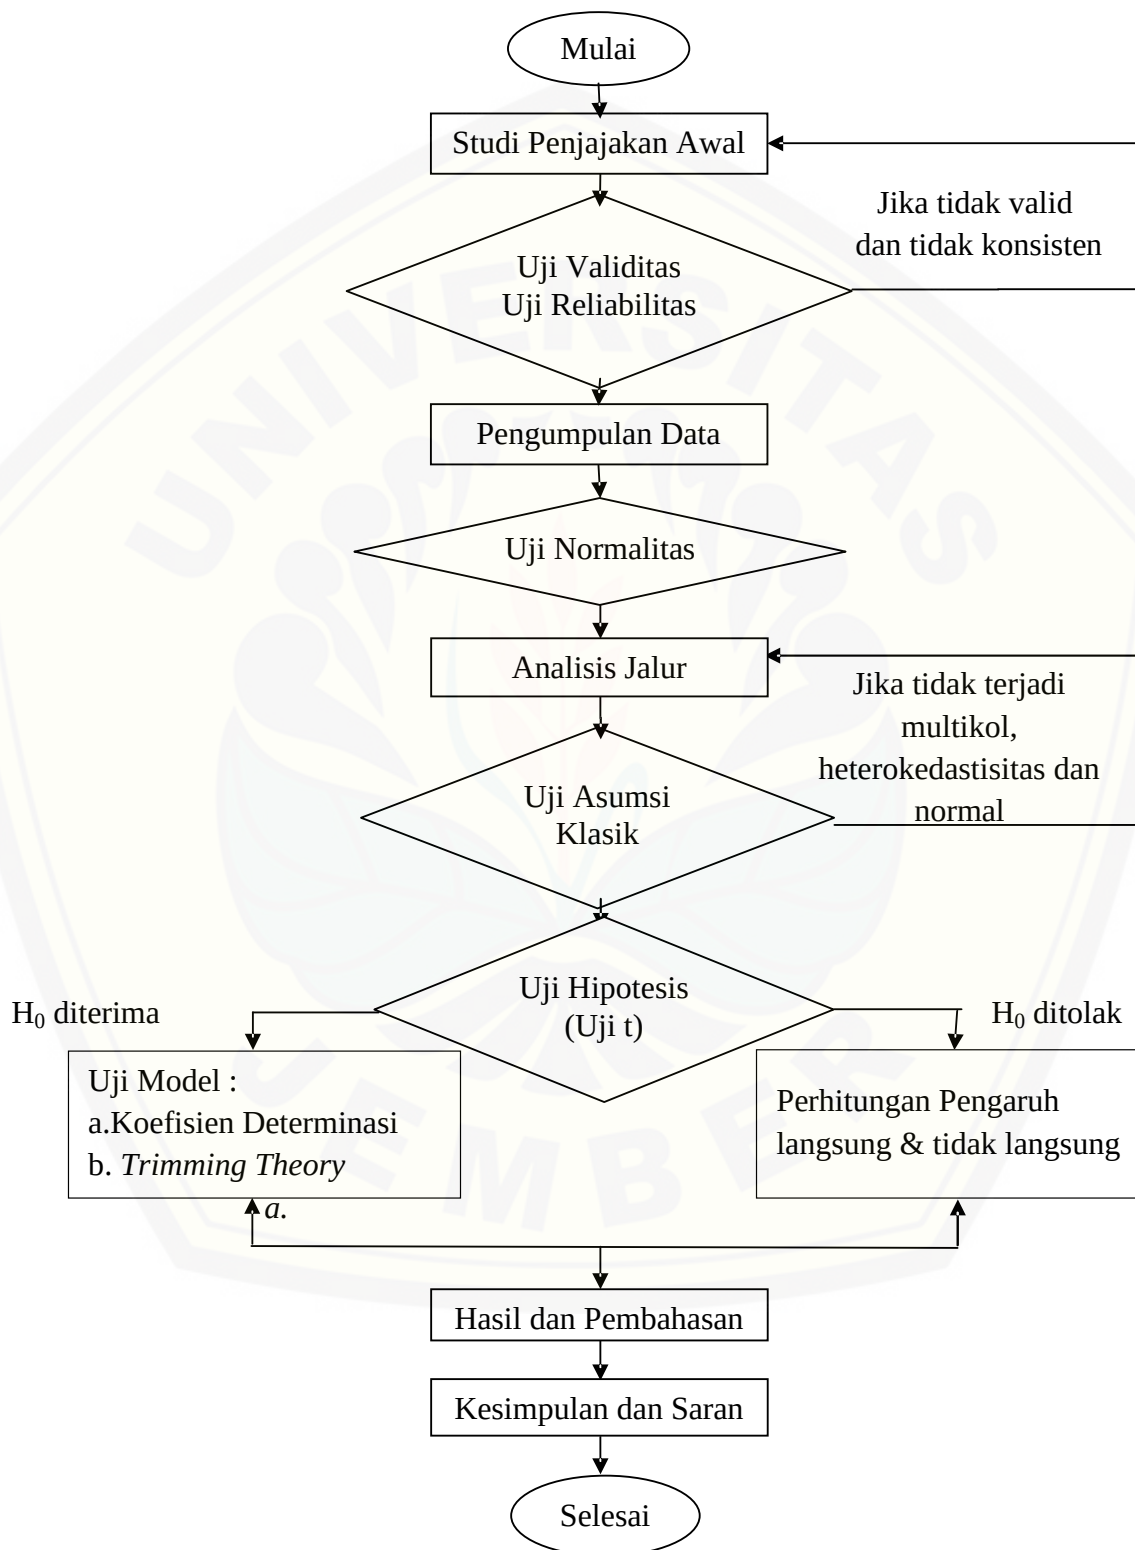 Mulai
Studi Penjajakan Awal
Jika tidak valid
dan tidak konsisten
Uji Validitas
Uji Reliabilitas
Pengumpulan Data
Uji Normalitas
Analisis Jalur
Jika tidak terjadi
multikol,
heterokedastisitas dan
normal
Uji Asumsi
Klasik
Uji Hipotesis
(Uji t)
H₀ diterima
H₀ ditolak
Uji Model :
a.Koefisien Determinasi
b. Trimming Theory
a.
Perhitungan Pengaruh
langsung & tidak langsung
Hasil dan Pembahasan
Kesimpulan dan Saran
Selesai
UNIVERSITAS
JEMBER